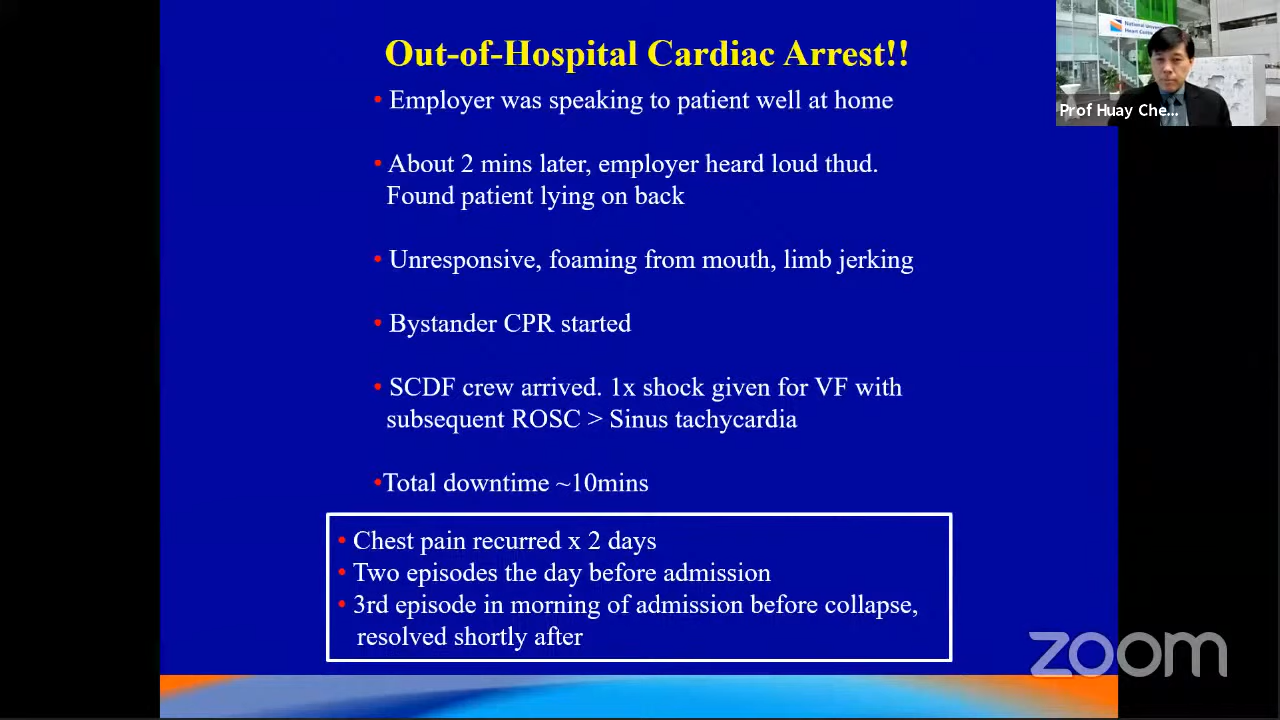 Out-of-Hospital Cardiac Arrest!!
• Employer was speaking to patient well at home
• About 2 mins later, employer heard loud thud.
Found patient lying on back
• Unresponsive, foaming from mouth, limb jerking
• Bystander CPR started
• SCDF crew arrived. 1x shock given for VF with
subsequent ROSC > Sinus tachycardia
•Total downtime ~10mins
• Chest pain recurred x 2 days
• Two episodes the day before admission
• 3rd episode in morning of admission before collapse,
resolved shortly after
National Univers
Heart Centre
Prof Huay Che...
zoom